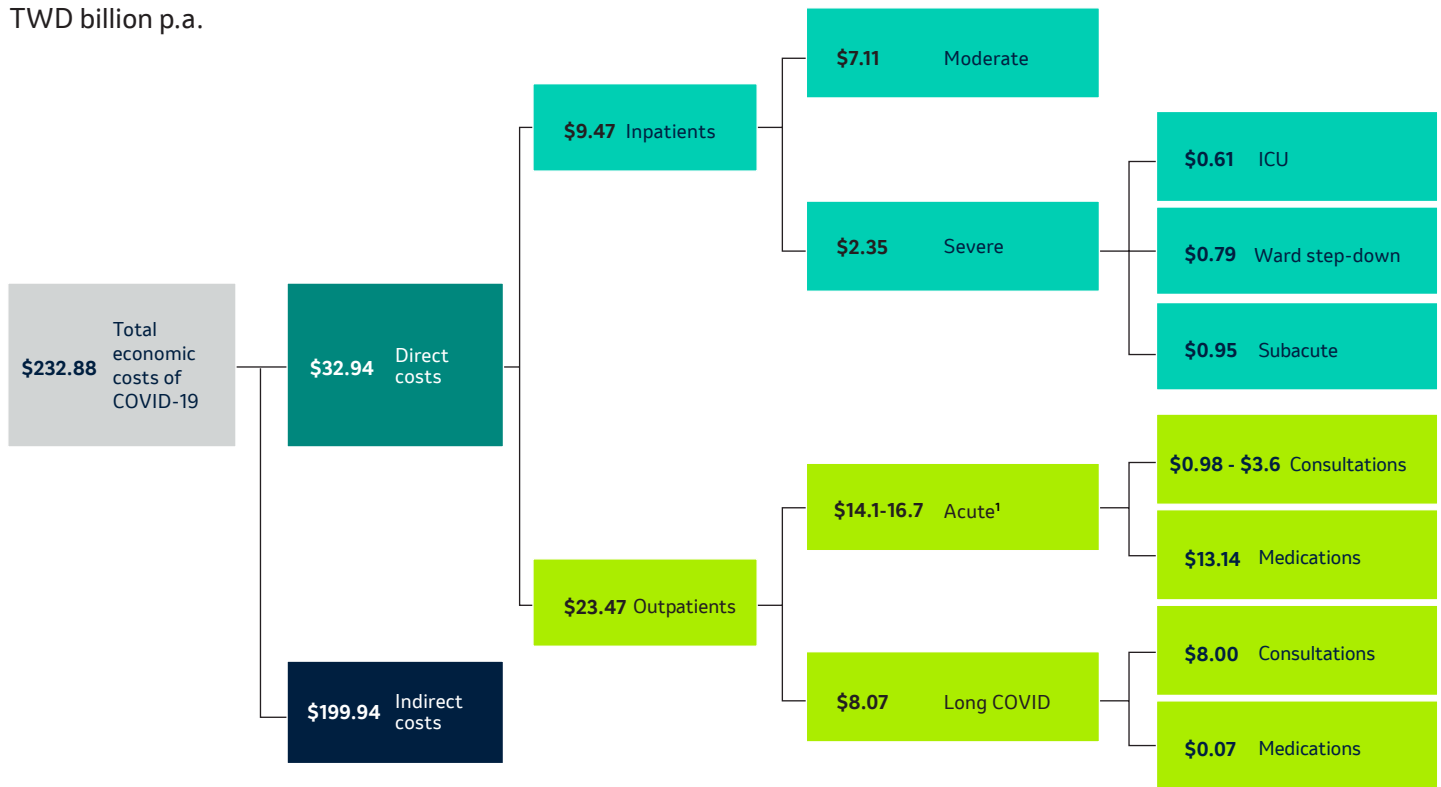 TWD billion p.a.
$232.88
Total
economic
costs of
COVID-19
$32.94
Direct
costs
$199.94
Indirect
costs
$9.47 Inpatients
$23.47 Outpatients
$7.11 Moderate
$2.35 Severe
$14.1-16.7 Acute¹
$8.07 Long COVID
$0.61 ICU
$0.79 Ward step-down
$0.95 Subacute
$0.98 - $3.6 Consultations
$13.14 Medications
$8.00 Consultations
$0.07 Medications